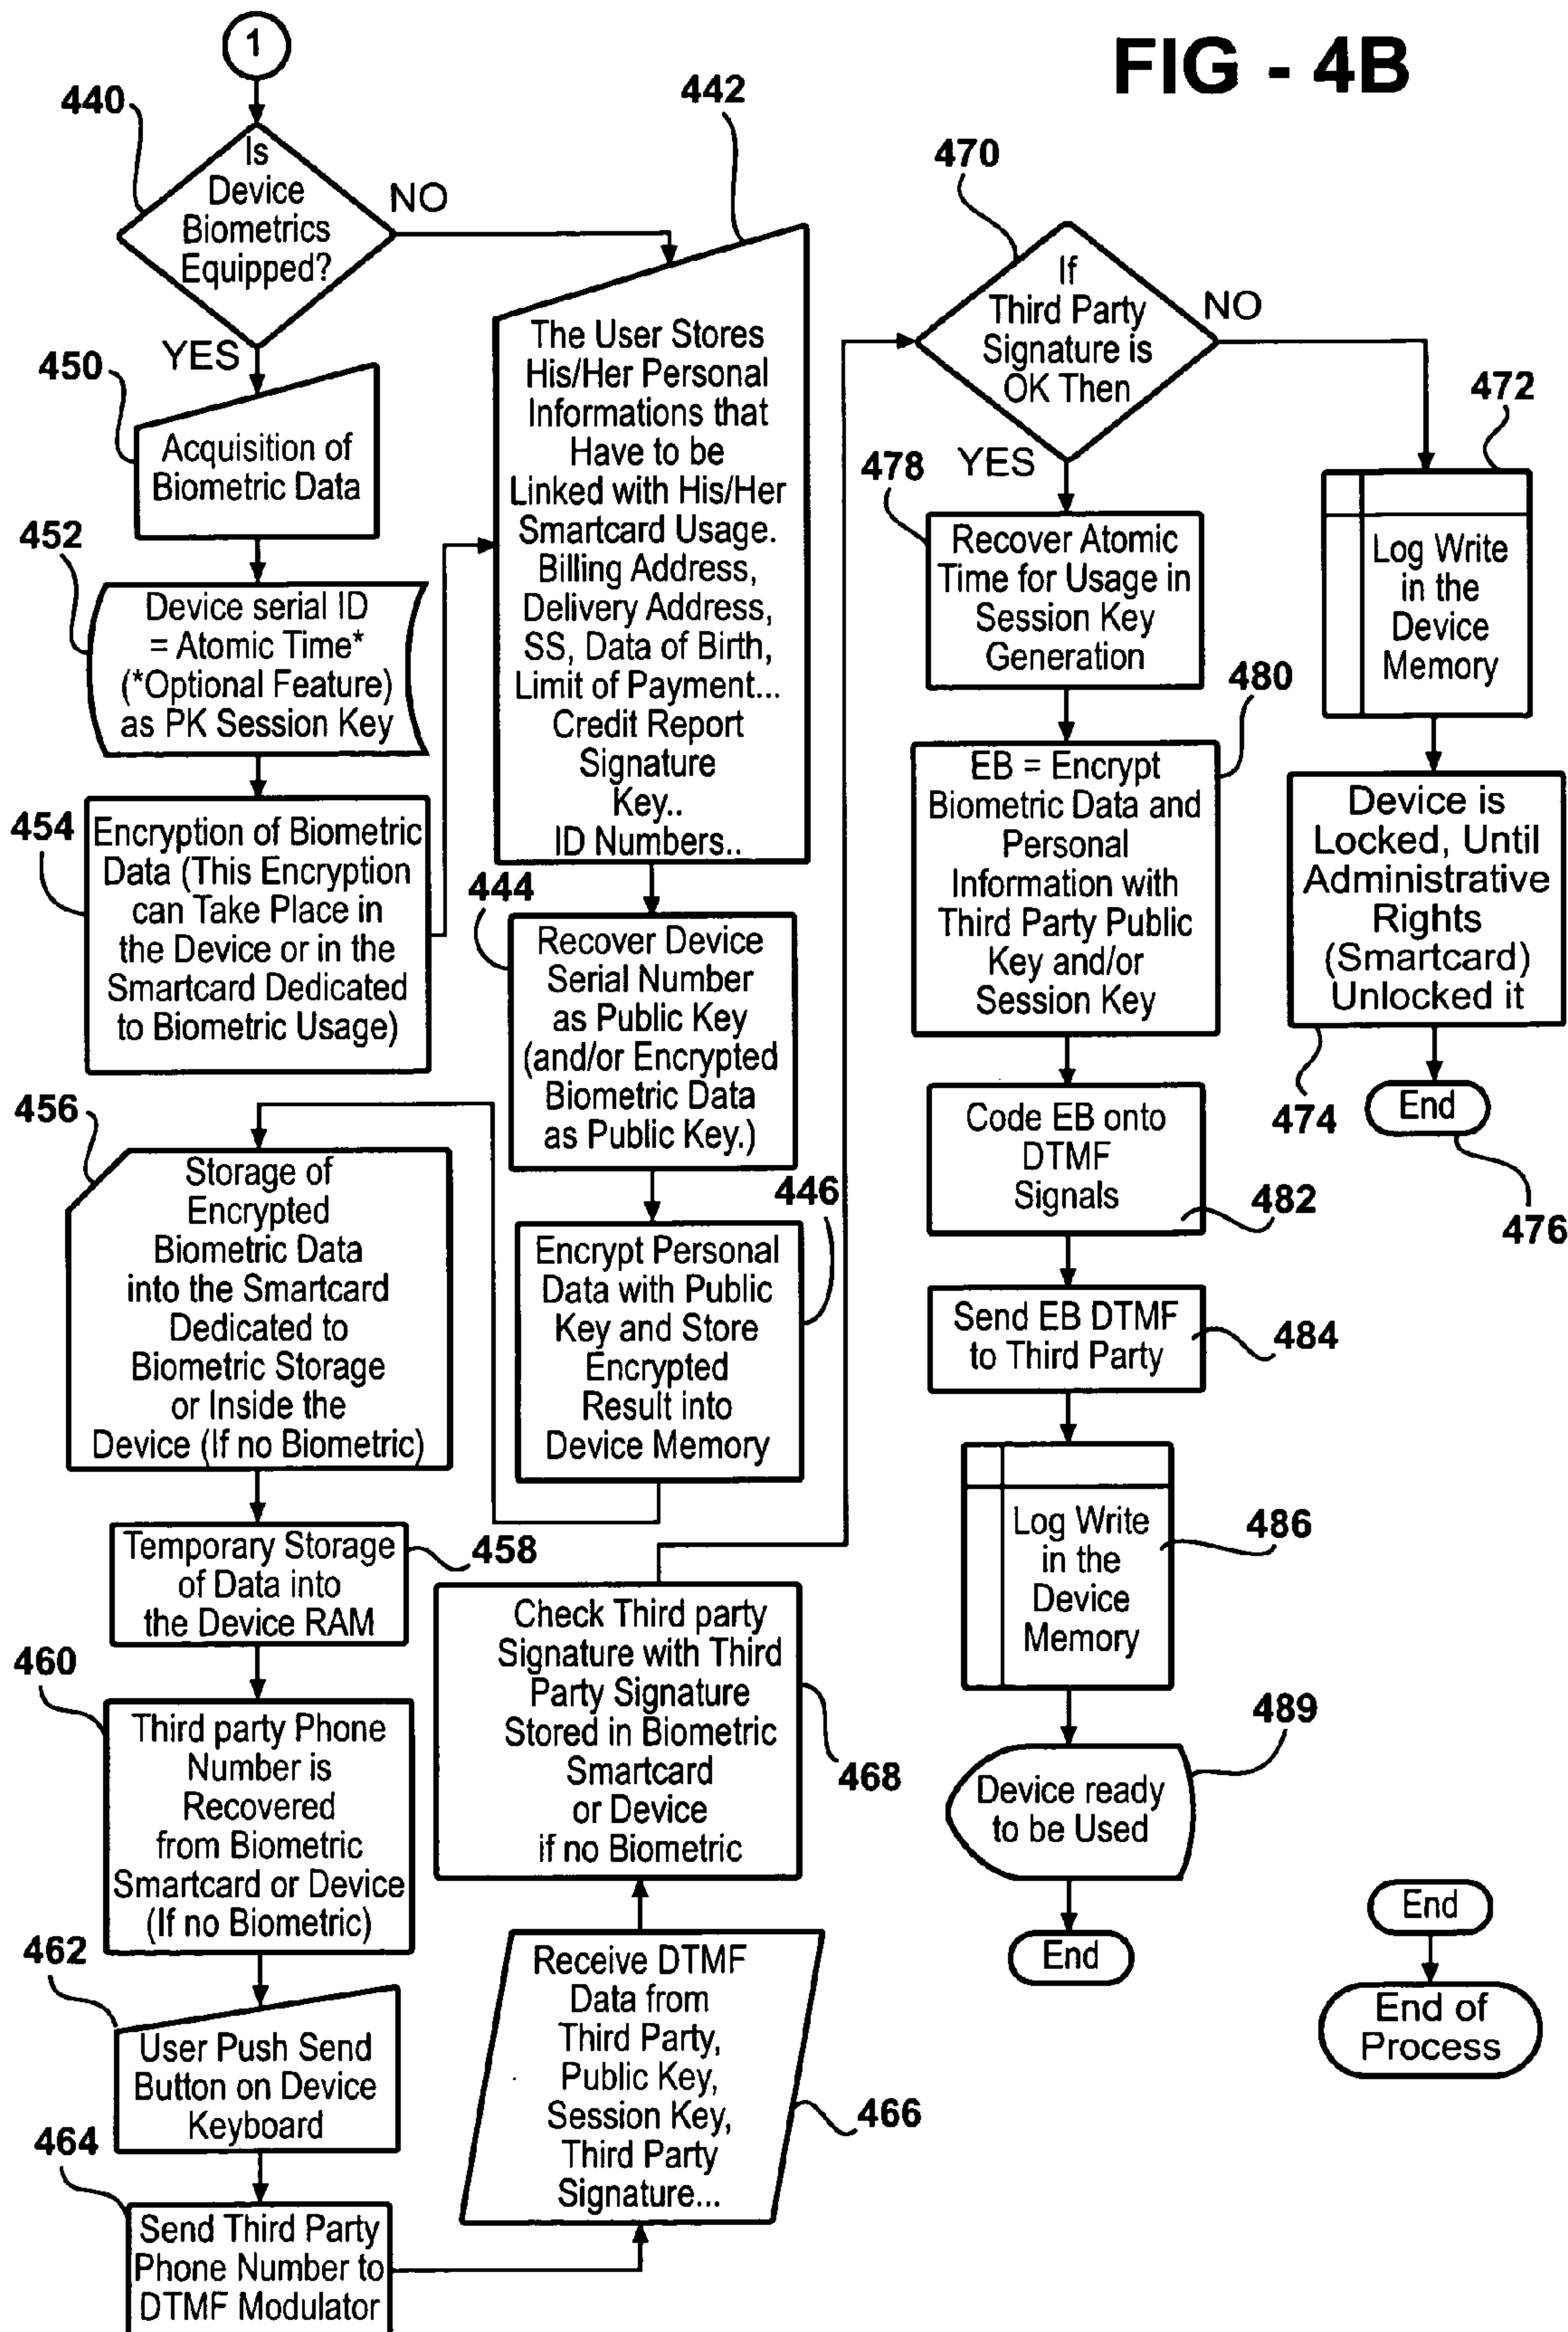 FIG - 4B
1
440
Is
Device
Biometrics
Equipped?
NO
YES
450
Acquisition of
Biometric Data
452
Device serial ID
= Atomic Time*
(*Optional Feature)
as PK Session Key
454
Encryption of Biometric
Data (This Encryption
can Take Place in
the Device or in the
Smartcard Dedicated
to Biometric Usage)
442
The User Stores
His/Her Personal
Informations that
Have to be
Linked with His/Her
Smartcard Usage.
Billing Address,
Delivery Address,
SS, Data of Birth,
Limit of Payment...
Credit Report
Signature
Key..
ID Numbers..
444
Recover Device
Serial Number
as Public Key
(and/or Encrypted
Biometric Data
as Public Key.)
446
Encrypt Personal
Data with Public
Key and Store
Encrypted
Result into
Device Memory
456
Storage of
Encrypted
Biometric Data
into the Smartcard
Dedicated to
Biometric Storage
or Inside the
Device (If no Biometric)
Temporary Storage
of Data into
the Device RAM
458
460
Third party Phone
Number is
Recovered
from Biometric
Smartcard or Device
(If no Biometric)
462
User Push Send
Button on Device
Keyboard
464
Send Third Party
Phone Number to
DTMF Modulator
Receive DTMF
Data from
Third Party,
Public Key,
Session Key,
Third Party
Signature...
466
Check Third party
Signature with Third
Party Signature
Stored in Biometric
Smartcard
or Device
if no Biometric
468
470
If
Third Party
Signature is
OK Then
NO
YES
472
Log Write
in the
Device
Memory
Device is
Locked, Until
Administrative
Rights
(Smartcard)
Unlocked it
474
End
476
478
Recover Atomic
Time for Usage in
Session Key
Generation
480
EB = Encrypt
Biometric Data and
Personal
Information with
Third Party Public
Key and/or
Session Key
Code EB onto
DTMF
Signals
482
Send EB DTMF
to Third Party
484
Log Write
in the
Device
Memory
486
489
Device ready
to be Used
End
End
End of
Process